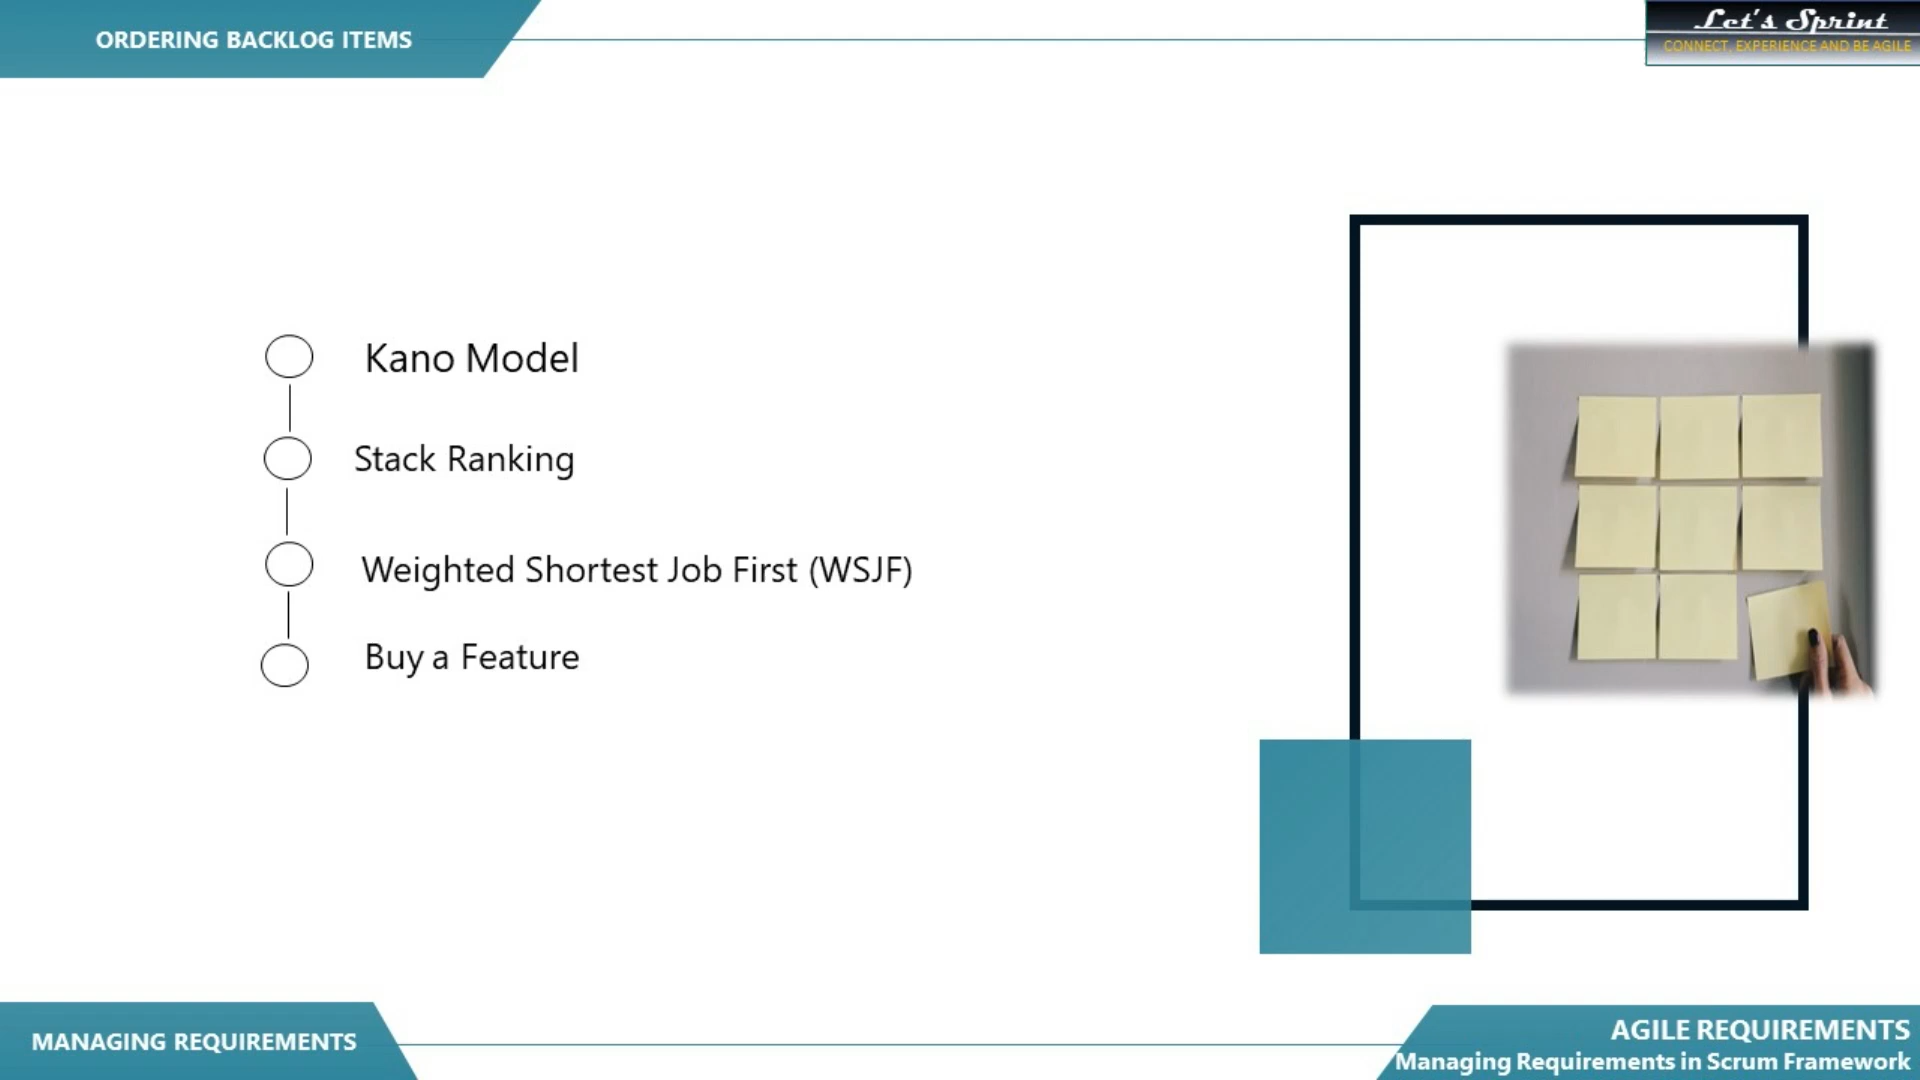 ORDERING BACKLOG ITEMS
Let's Sprint
CONNECT, EXPERIENCE AND BE AGILE
Kano Model
Stack Ranking
Weighted Shortest Job First (WSJF)
Buy a Feature
MANAGING REQUIREMENTS
AGILE REQUIREMENTS
Managing Requirements in Scrum Framework